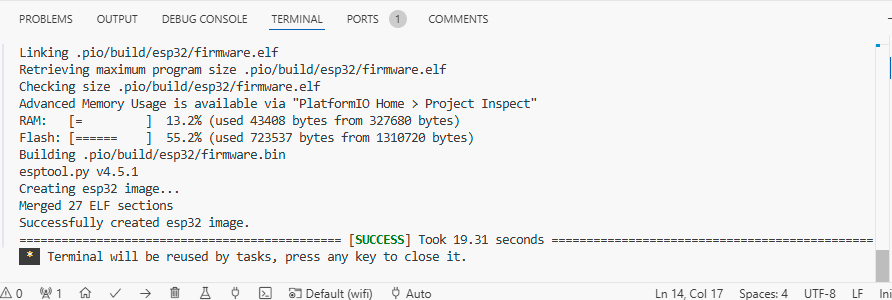 PROBLEMS OUTPUT DEBUG CONSOLE TERMINAL PORTS 1 COMMENTS
Linking .pio/build/esp32/firmware.elf
Retrieving maximum program size .pio/build/esp32/firmware.elf
Checking size .pio/build/esp32/firmware.elf
Advanced Memory Usage is available via "PlatformIO Home > Project Inspect"
RAM:   [=         ]  13.2% (used 43408 bytes from 327680 bytes)
Flash: [======    ]  55.2% (used 723537 bytes from 1310720 bytes)
Building .pio/build/esp32/firmware.bin
esptool.py v4.5.1
Creating esp32 image...
Merged 27 ELF sections
Successfully created esp32 image.
============================================== [SUCCESS] Took 19.31 seconds ==============================================
* Terminal will be reused by tasks, press any key to close it.
0 1 Default (wifi) Auto Ln 14, Col 17 Spaces: 4 UTF-8 LF